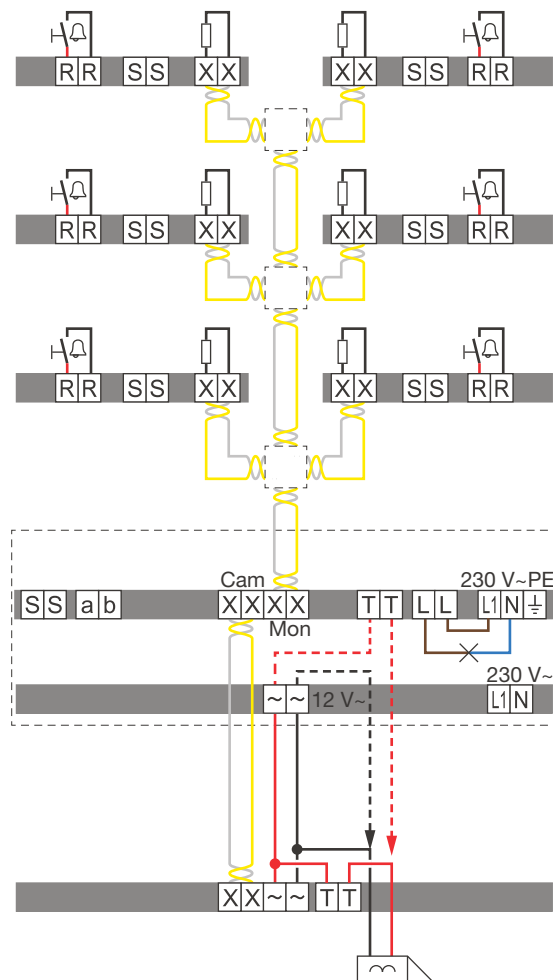 R R S S X X X X S S R R
R R S S X X X X S S R R
R R S S X X X X S S R R
Cam 230 V~PE
S S a b X X X X T T L L L1 N
Mon
230 V~
~ ~ 12 V~ L1 N
X X ~ ~ T T